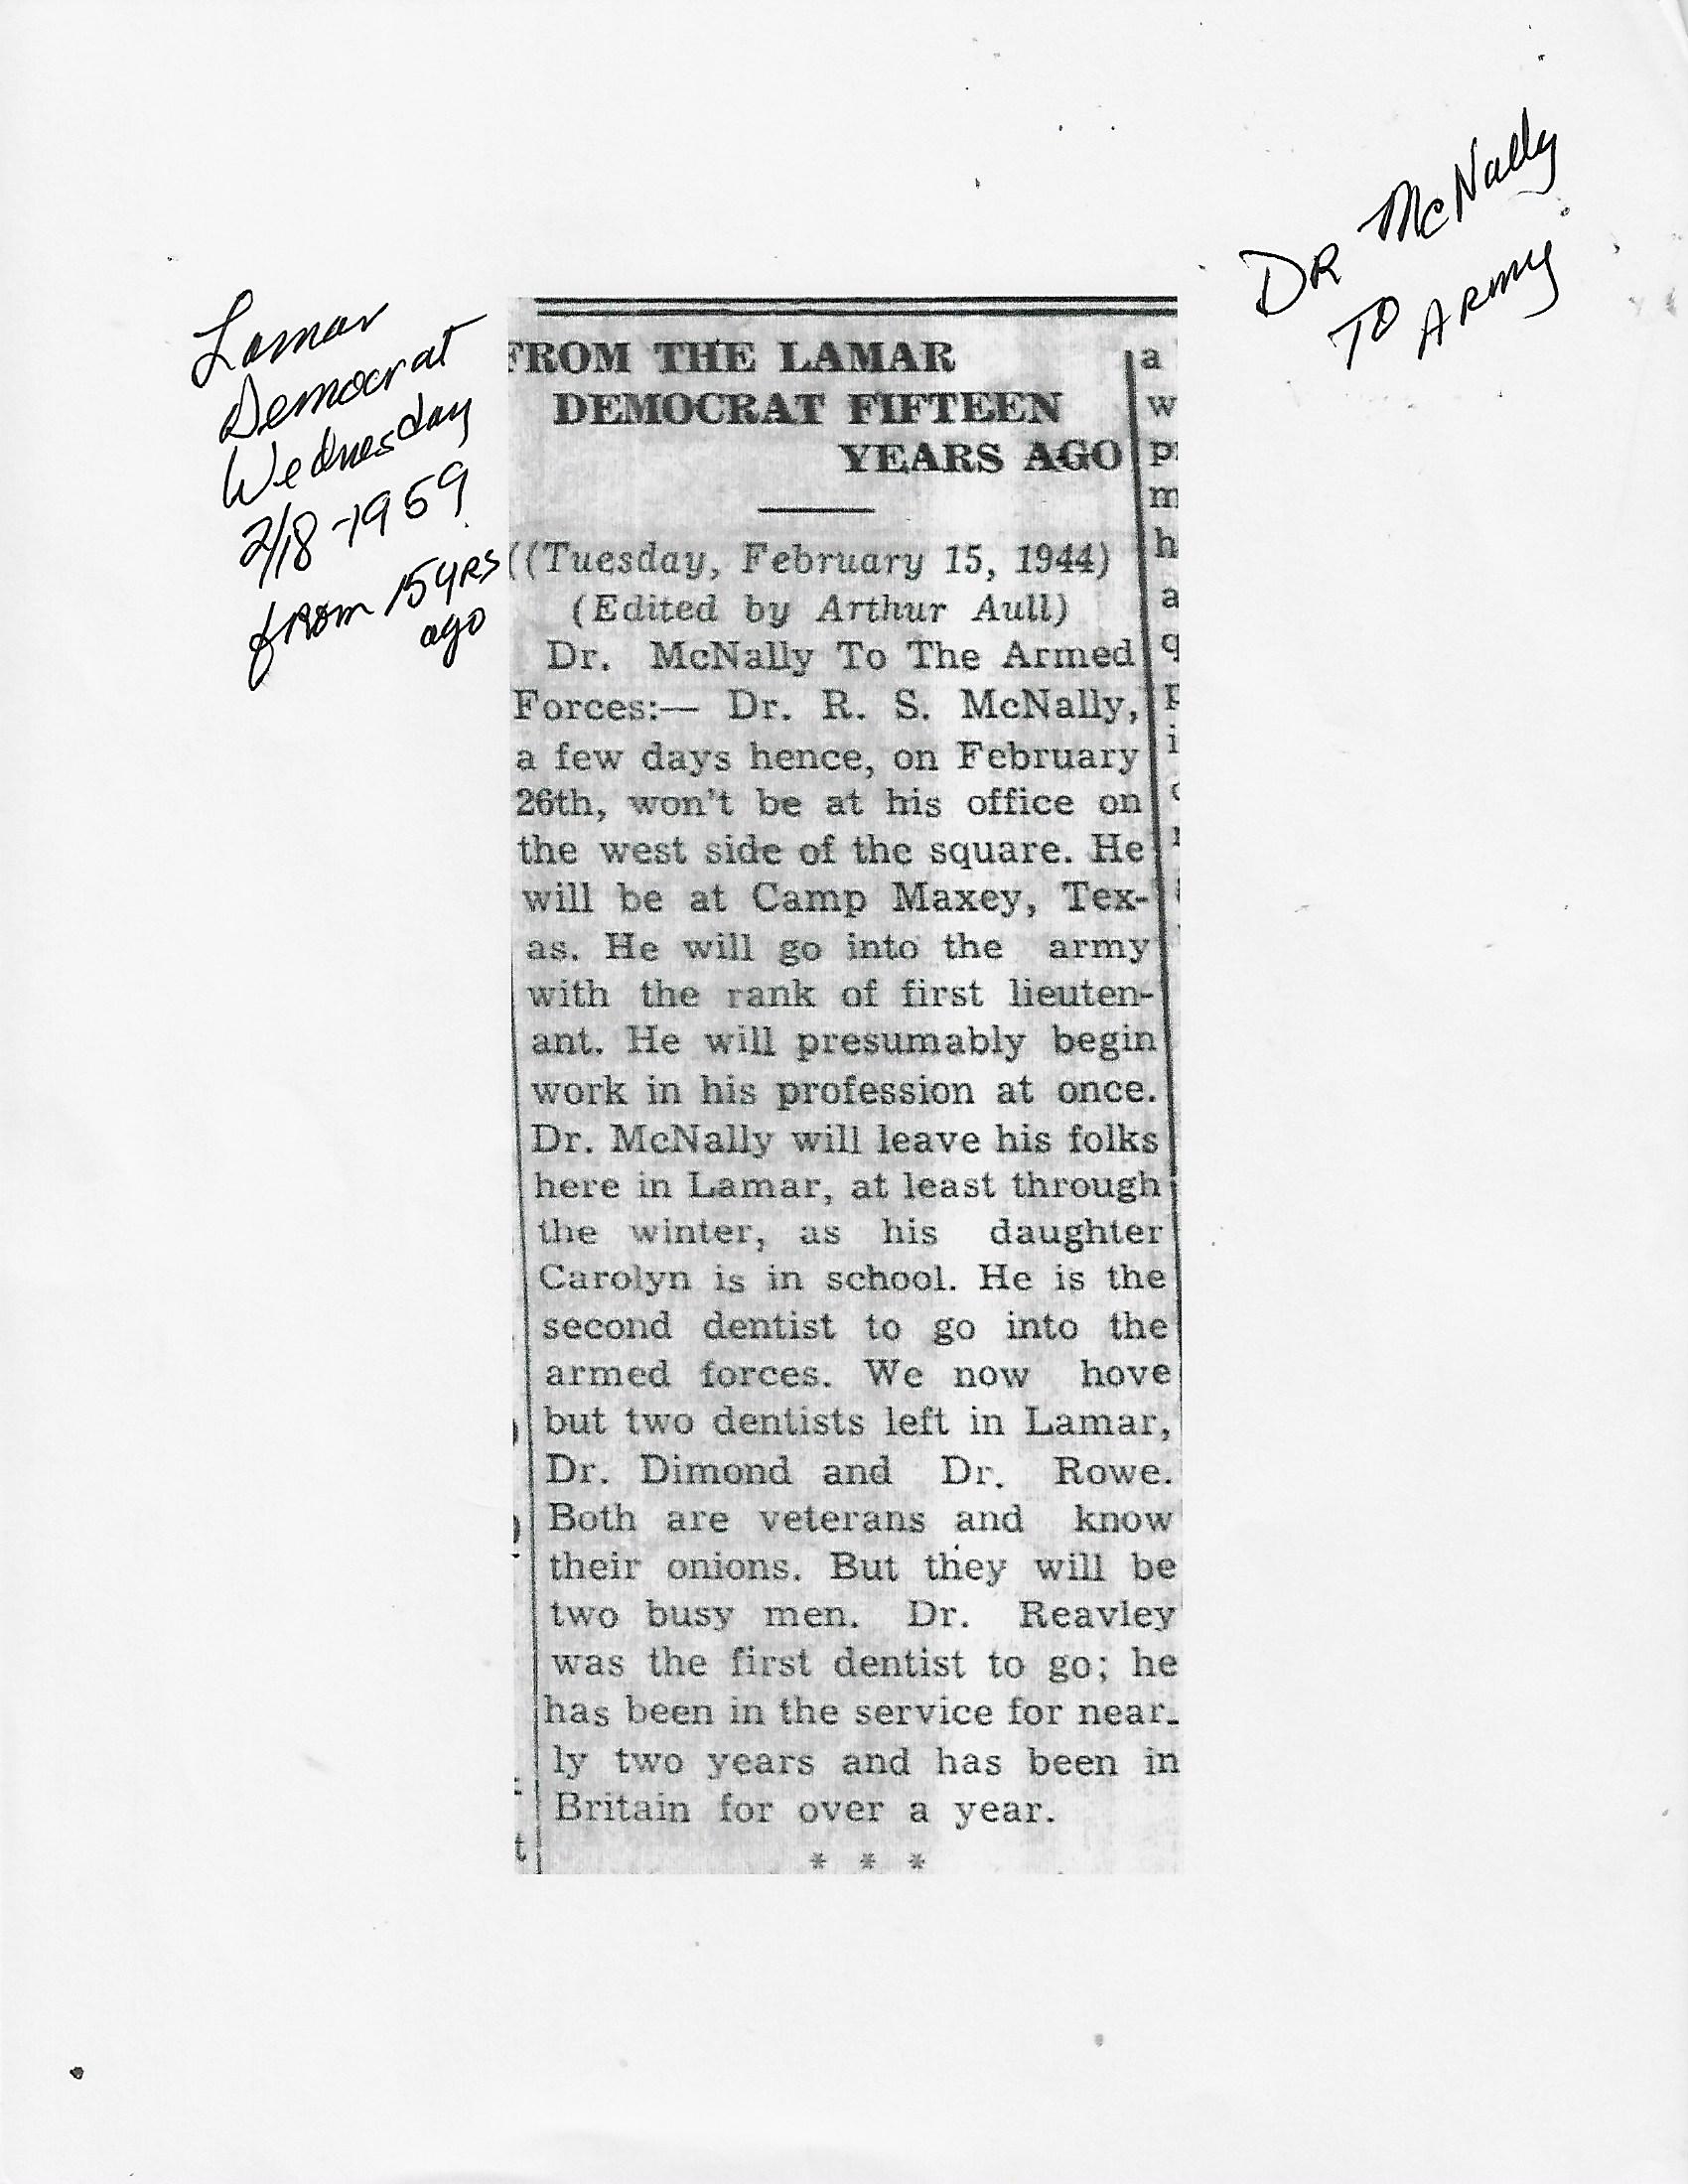 DR McNally
TO ARMY
Lamar
Democrat
Wednesday
2/18-1959
from 15 YRS
ago
FROM THE LAMAR
DEMOCRAT FIFTEEN
YEARS AGO
((Tuesday, February 15, 1944)
(Edited by Arthur Aull)
Dr. McNally To The Armed
Forces:— Dr. R. S. McNally,
a few days hence, on February
26th, won't be at his office on
the west side of the square. He
will be at Camp Maxey, Tex-
as. He will go into the army
with the rank of first lieuten-
ant. He will presumably begin
work in his profession at once.
Dr. McNally will leave his folks
here in Lamar, at least through
the winter, as his daughter
Carolyn is in school. He is the
second dentist to go into the
armed forces. We now hove
but two dentists left in Lamar,
Dr. Dimond and Dr. Rowe.
Both are veterans and know
their onions. But they will be
two busy men. Dr. Reavley
was the first dentist to go; he
has been in the service for near-
ly two years and has been in
Britain for over a year.
* * *